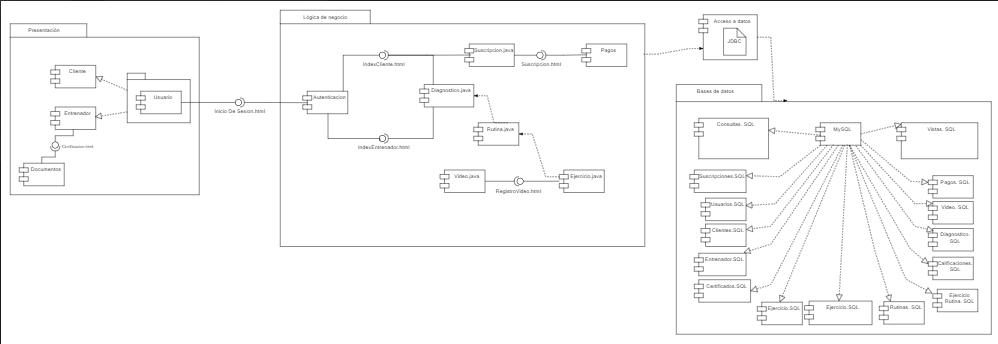 Presentación
Cliente
Entrenador
Usuario
Certificacion.html
Documentos
Inicio De Sesion.html
Lógica de negocio
IndexCliente.html
Suscripcion.java
Suscripcion.html
Pagos
Autenticacion
Diagnostico.java
IndexEntrenador.html
Rutina.java
Video.java
RegistroVideo.html
Ejercicio.java
Acceso a datos
JDBC
Bases de datos
Consultas. SQL
MySQL
Vistas. SQL
Suscripciones.SQL
Usuarios.SQL
Clientes.SQL
Entrenador.SQL
Certificados.SQL
Ejercicio.SQL
Ejercicio.SQL
Rutinas. SQL
Pagos. SQL
Video. SQL
Diagnostico.
SQL
Calificaciones.
SQL
Ejercicio
Rutina. SQL